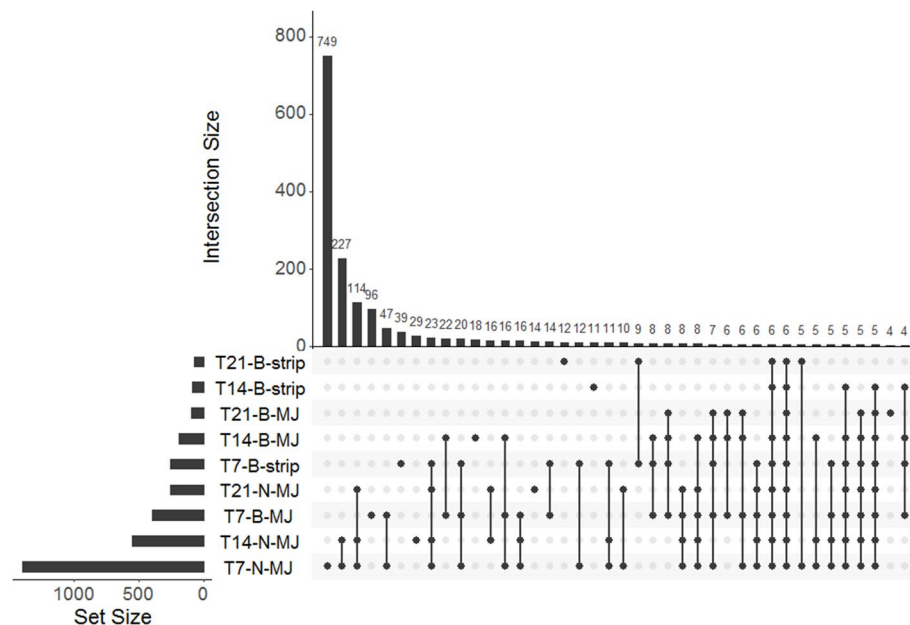 800
749
600
Intersection Size
400
227
200
114
96
47 39 29 23 22 20 18 16 16 16 14 14 12 12 11 11 10 9 8 8 8 8 7 6 6 6 6 6 5 5 5 5 5 5 4 4
0
T21-B-strip
T14-B-strip
T21-B-MJ
T14-B-MJ
T7-B-strip
T21-N-MJ
T7-B-MJ
T14-N-MJ
T7-N-MJ
1000 500 0
Set Size